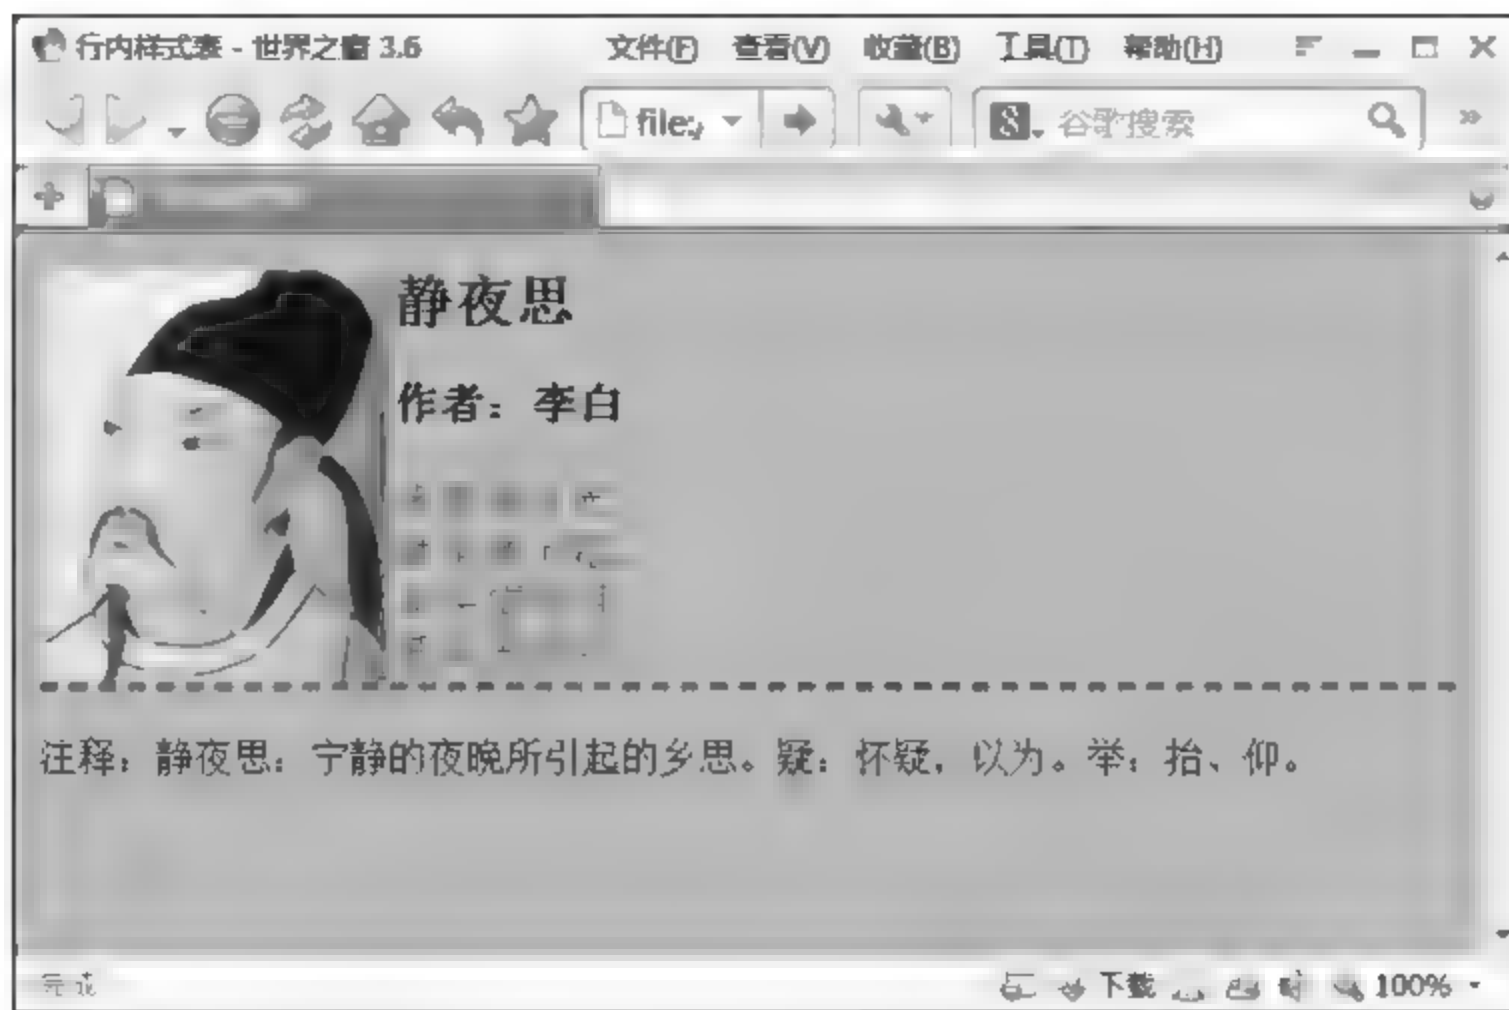 行内样式表 - 世界之窗 3.6 文件(F) 查看(V) 收藏(B) 工具(T) 帮助(H)
file:/ 谷歌搜索
静夜思
作者：李白
注释：静夜思：宁静的夜晚所引起的乡思。疑：怀疑，以为。举：抬、仰。
完成 下载 100%